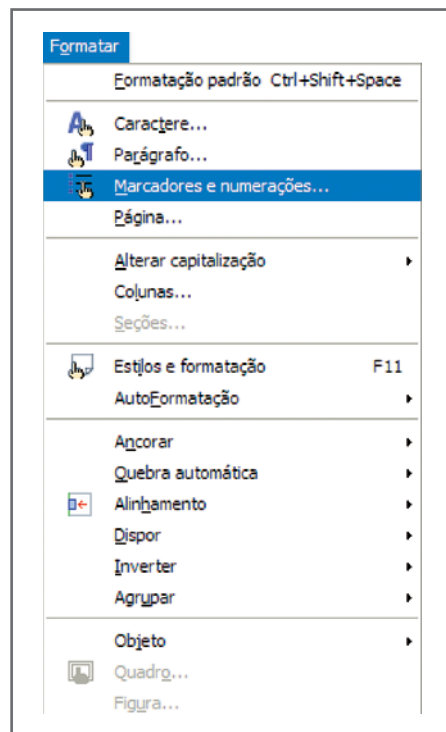 Formatar
Formatação padrão Ctrl+Shift+Space
Caractere...
Parágrafo...
Marcadores e numerações...
Página...
Alterar capitalização
Colunas...
Seções...
Estilos e formatação F11
AutoFormatação
Ancorar
Quebra automática
Alinhamento
Dispor
Inverter
Agrupar
Objeto
Quadro...
Figura...